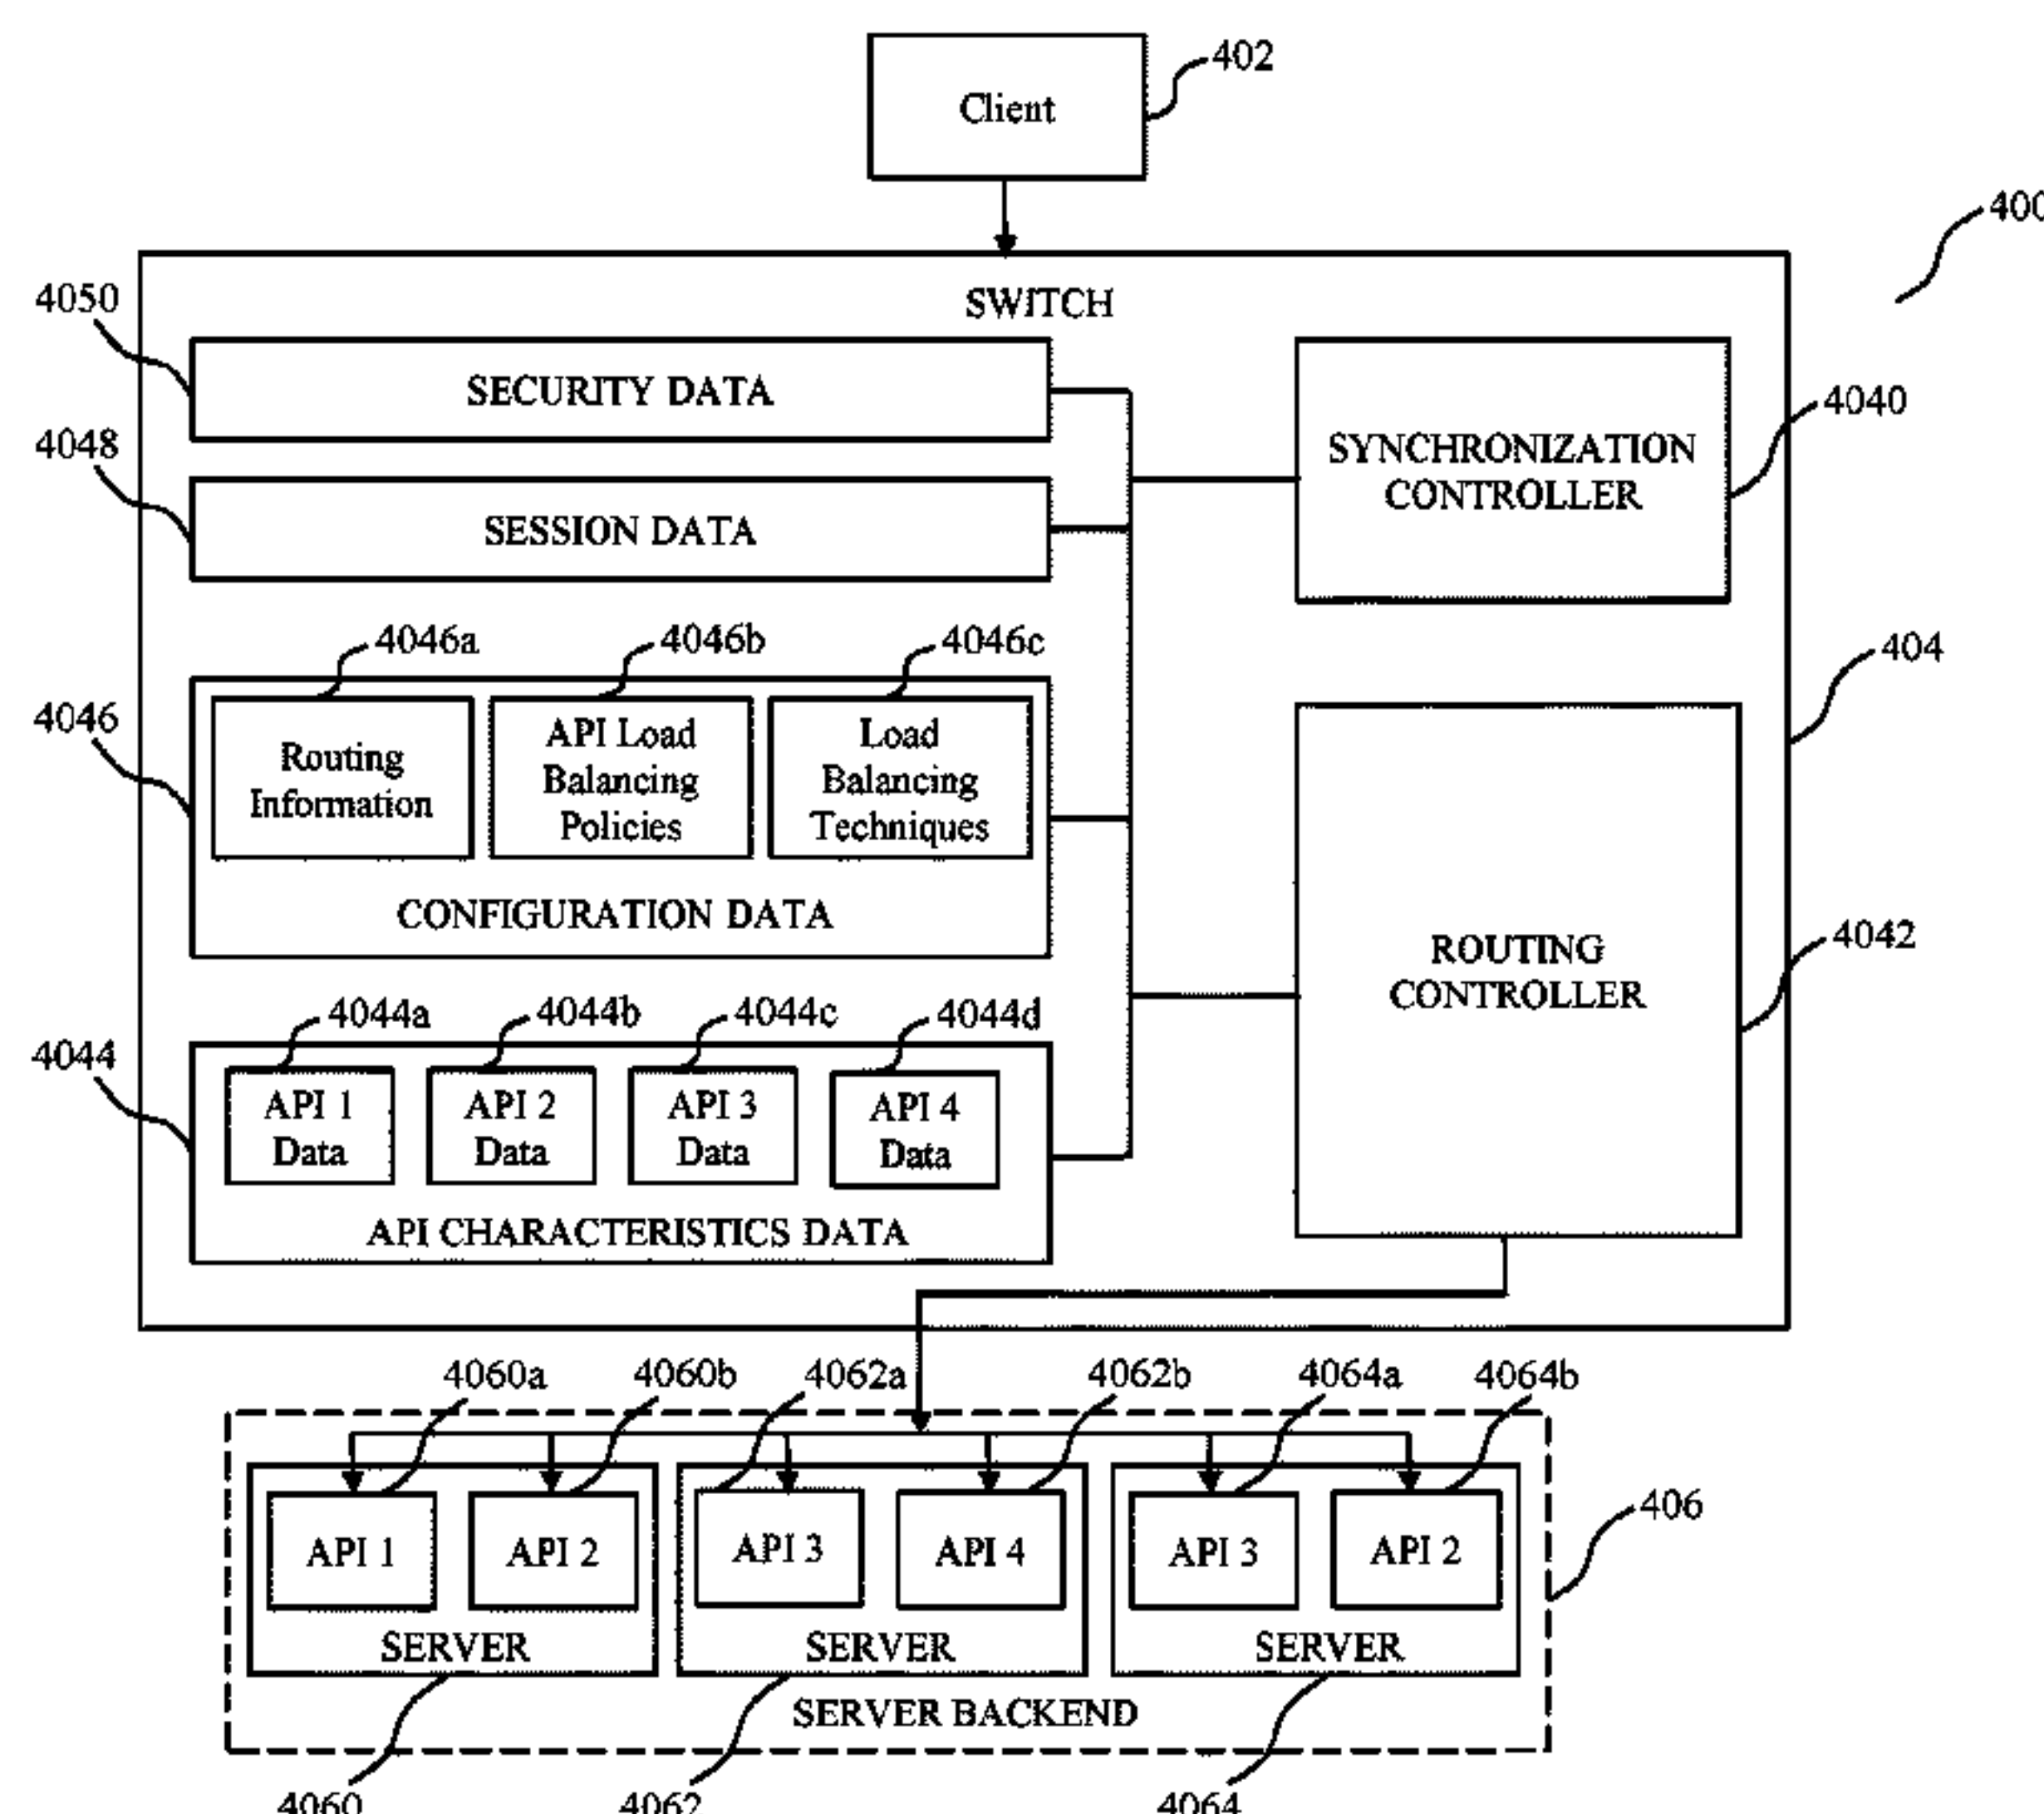 402
Client
400
SWITCH
4050
SECURITY DATA
4048
SESSION DATA
SYNCHRONIZATION
CONTROLLER
4040
4046a
4046b
4046c
404
4046
Routing
Information
API Load
Balancing
Policies
Load
Balancing
Techniques
CONFIGURATION DATA
ROUTING
CONTROLLER
4042
4044a
4044b
4044c
4044d
4044
API 1
Data
API 2
Data
API 3
Data
API 4
Data
API CHARACTERISTICS DATA
4060a
4060b
4062a
4062b
4064a
4064b
API 1
API 2
API 3
API 4
API 3
API 2
406
SERVER
SERVER
SERVER
SERVER BACKEND
4060
4062
4064